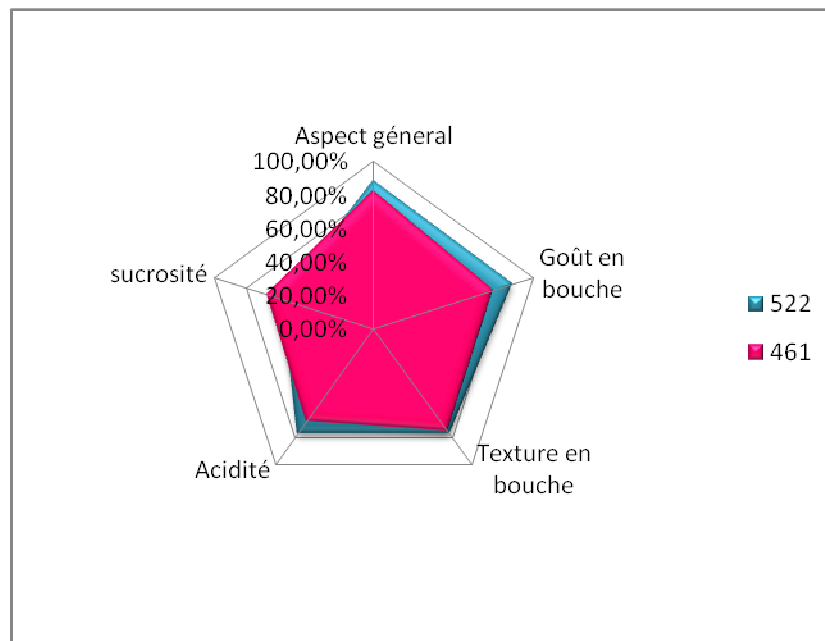 Aspect géneral
100,00%
80,00%
60,00%
40,00%
20,00%
0,00%
Goût en
bouche
Texture en
bouche
Acidité
sucrosité
522
461